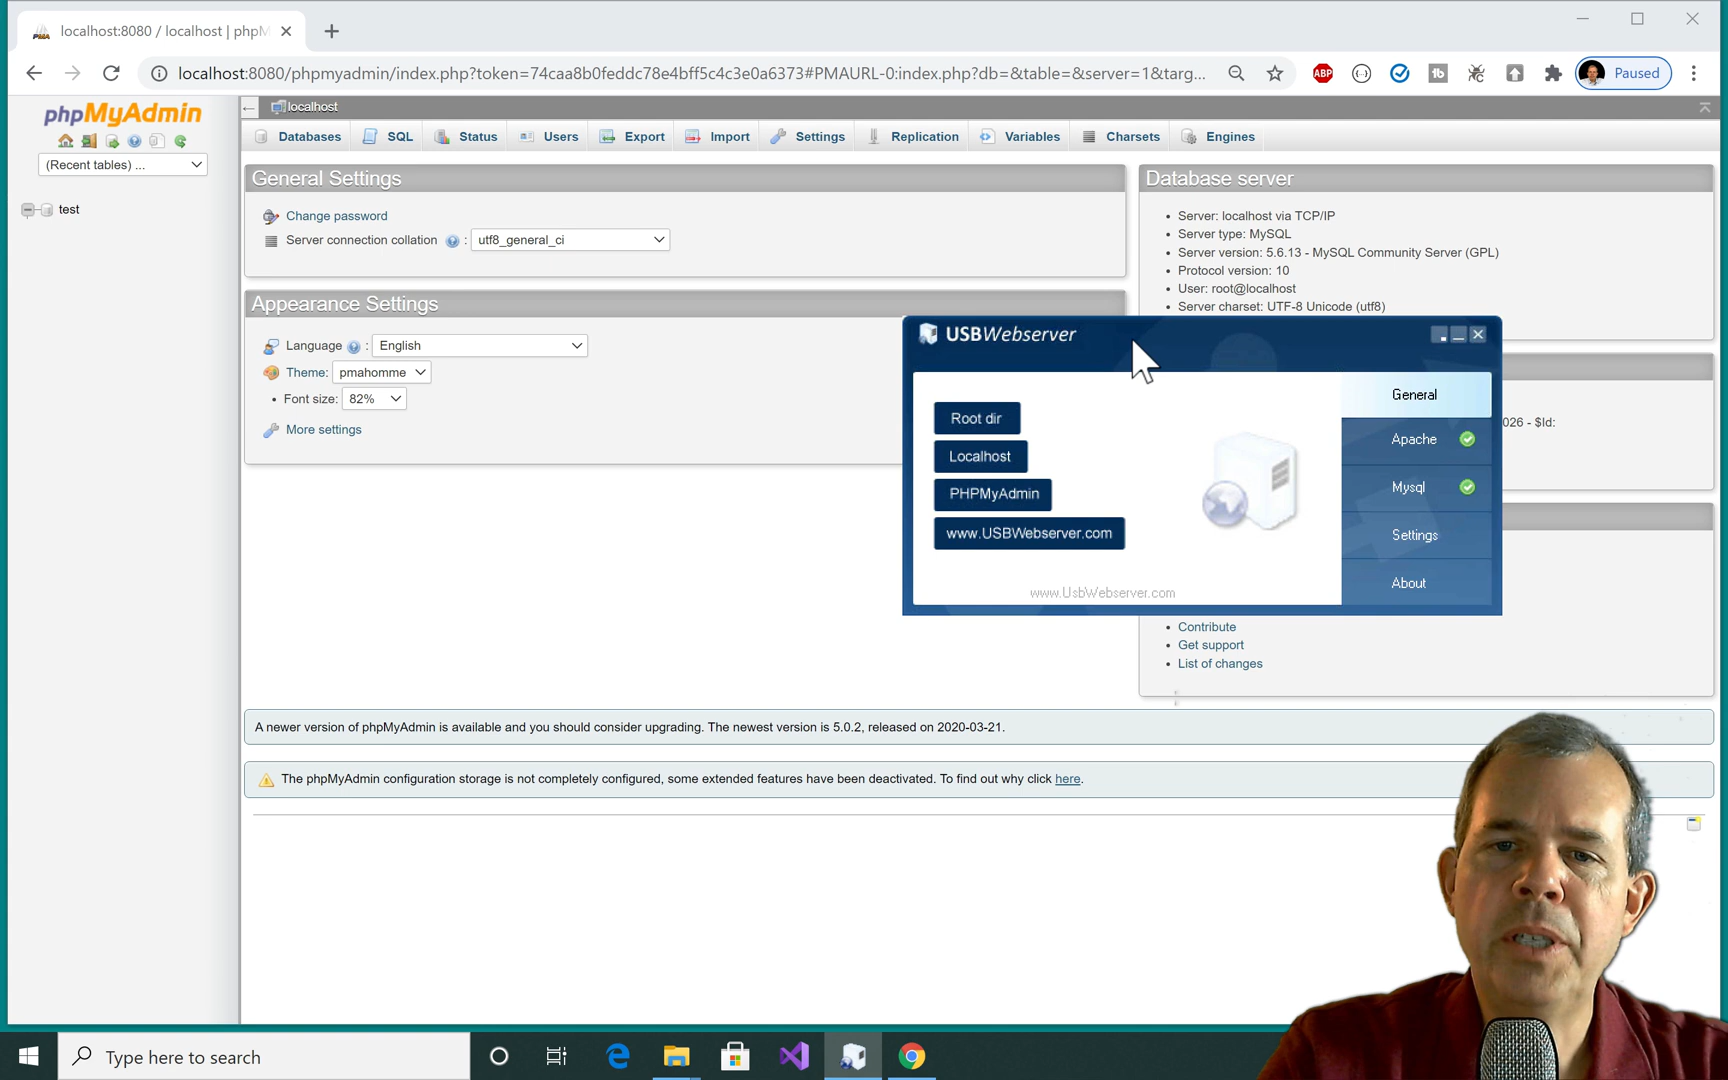 localhost:8080 / localhost | phpM
localhost:8080/phpmyadmin/index.php?token=74caa8b0feddc78e4bff5c4c3e0a6373#PMAURL-0:index.php?db=&table=&server=1&targ...
ABP
Paused
phpMyAdmin
(Recent tables) ...
test
localhost
Databases SQL Status Users Export Import Settings Replication Variables Charsets Engines
General Settings
Change password
Server connection collation : utf8_general_ci
Appearance Settings
Language : English
Theme: pmahomme
Font size: 82%
More settings
Database server
Server: localhost via TCP/IP
Server type: MySQL
Server version: 5.6.13 - MySQL Community Server (GPL)
Protocol version: 10
User: root@localhost
Server charset: UTF-8 Unicode (utf8)
USBWebserver
Root dir
Localhost
PHPMyAdmin
www.USBWebserver.com
www.UsbWebserver.com
General
Apache
Mysql
Settings
About
026 - $Id:
Contribute
Get support
List of changes
A newer version of phpMyAdmin is available and you should consider upgrading. The newest version is 5.0.2, released on 2020-03-21.
The phpMyAdmin configuration storage is not completely configured, some extended features have been deactivated. To find out why click here.
Type here to search